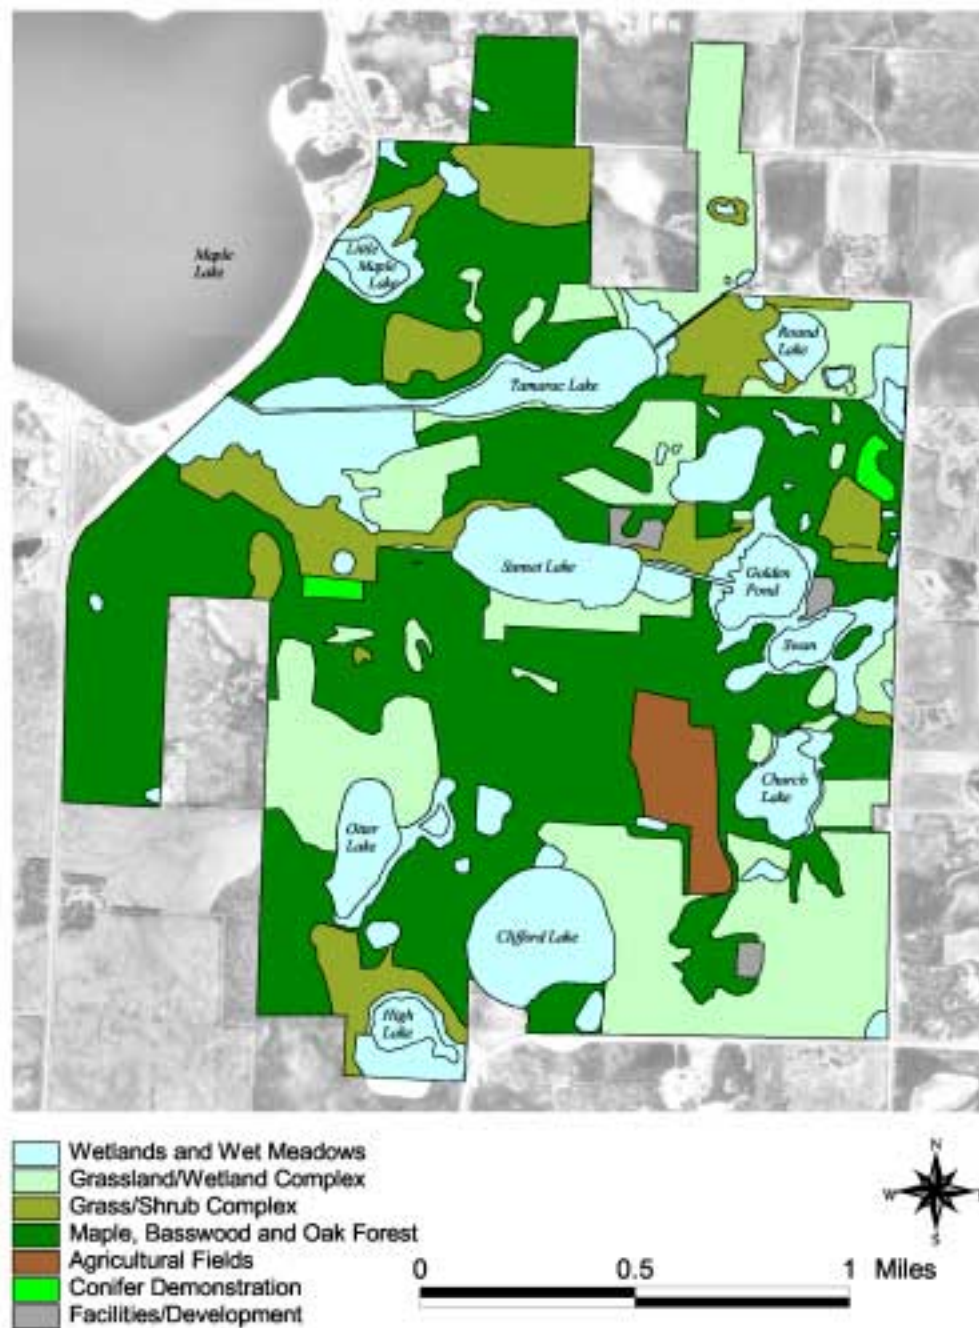 Maple
Lake
Little
Maple
Lake
Round
Lake
Tamarac Lake
Sunset Lake
Golden
Pond
Swan
Church
Lake
Otter
Lake
Clifford Lake
High
Lake
Wetlands and Wet Meadows
Grassland/Wetland Complex
Grass/Shrub Complex
Maple, Basswood and Oak Forest
Agricultural Fields
Conifer Demonstration
Facilities/Development
N
W
S
0 0.5 1 Miles